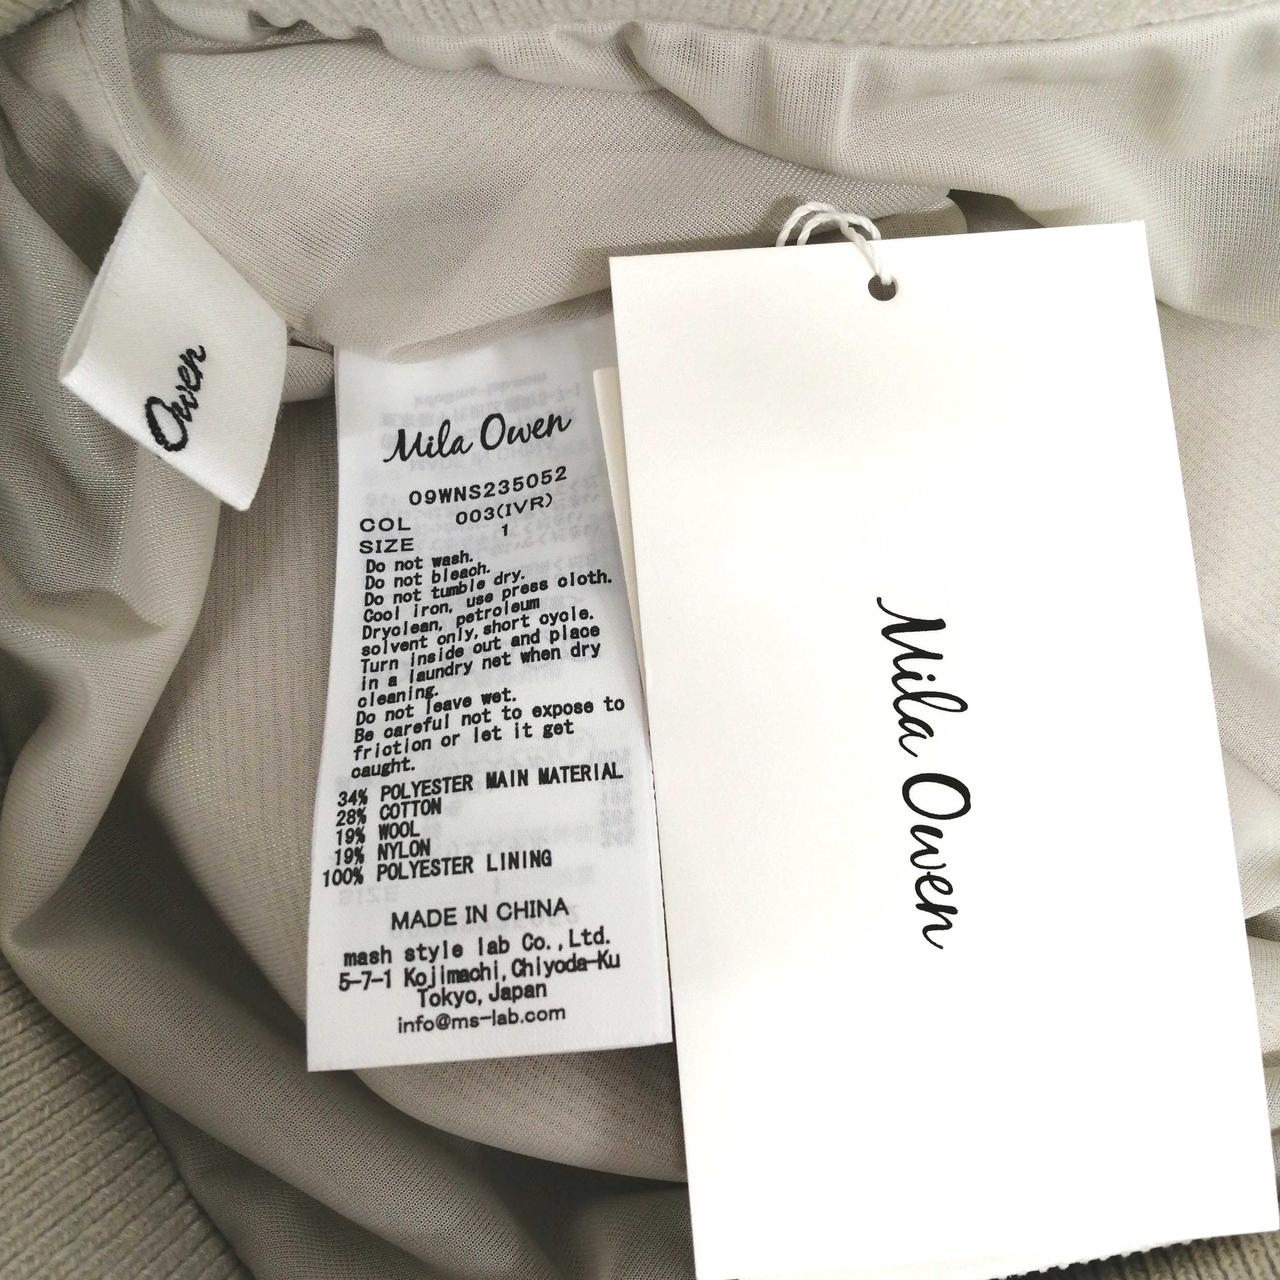 Owen
Mila Owen
09WNS235052
COL 003(IVR)
SIZE 1
Do not wash.
Do not bleach.
Do not tumble dry.
Cool iron, use press cloth.
Dryclean, petroleum
solvent only, short cycle.
Turn inside out and place
in a laundry net when dry
cleaning.
Do not leave wet.
Be careful not to expose to
friction or let it get
caught.
34% POLYESTER MAIN MATERIAL
28% COTTON
19% WOOL
19% NYLON
100% POLYESTER LINING
MADE IN CHINA
mash style lab Co.,Ltd.
5-7-1 Kojimachi, Chiyoda-Ku
Tokyo, Japan
info@ms-lab.com
Mila Owen